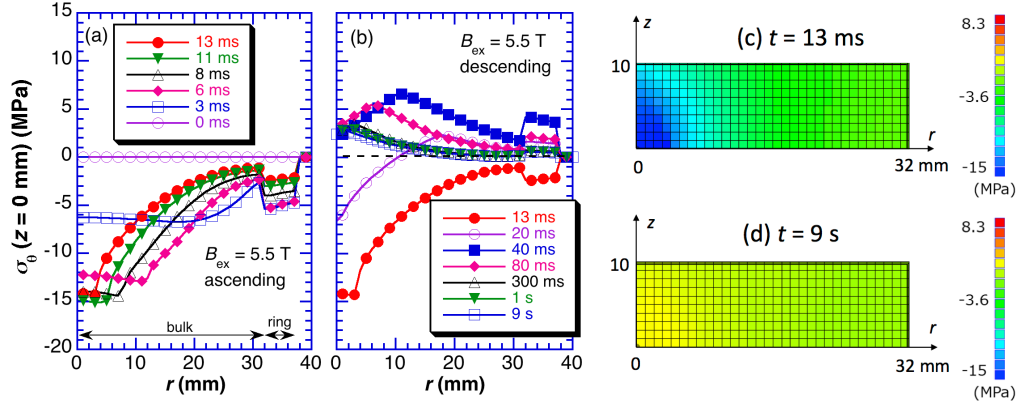 σθ (z = 0 mm) (MPa)
15
10
5
0
-5
-10
-15
-20
(a)
13 ms
11 ms
8 ms
6 ms
3 ms
0 ms
Bex = 5.5 T
ascending
bulk
ring
0
10
20
30
40
r (mm)
(b)
Bex = 5.5 T
descending
13 ms
20 ms
40 ms
80 ms
300 ms
1 s
9 s
0
10
20
30
40
r (mm)
z
(c) t = 13 ms
10
r
0
32 mm
8.3
-3.6
-15
(MPa)
z
(d) t = 9 s
10
r
0
32 mm
8.3
-3.6
-15
(MPa)